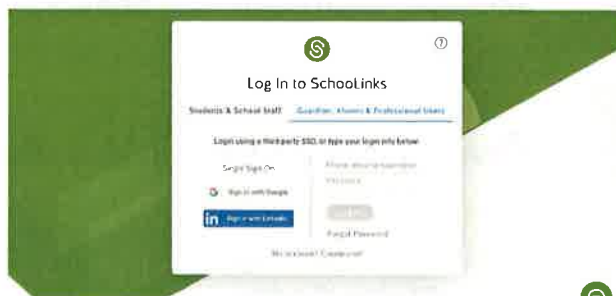 Log In to SchooLinks
Students & School Staff
Guardian, Alumni & Professional Users
Login using a third party SSO, or type your login info below
Single Sign On
Sign in with Google
in Sign in with LinkedIn
Password
Forgot Password